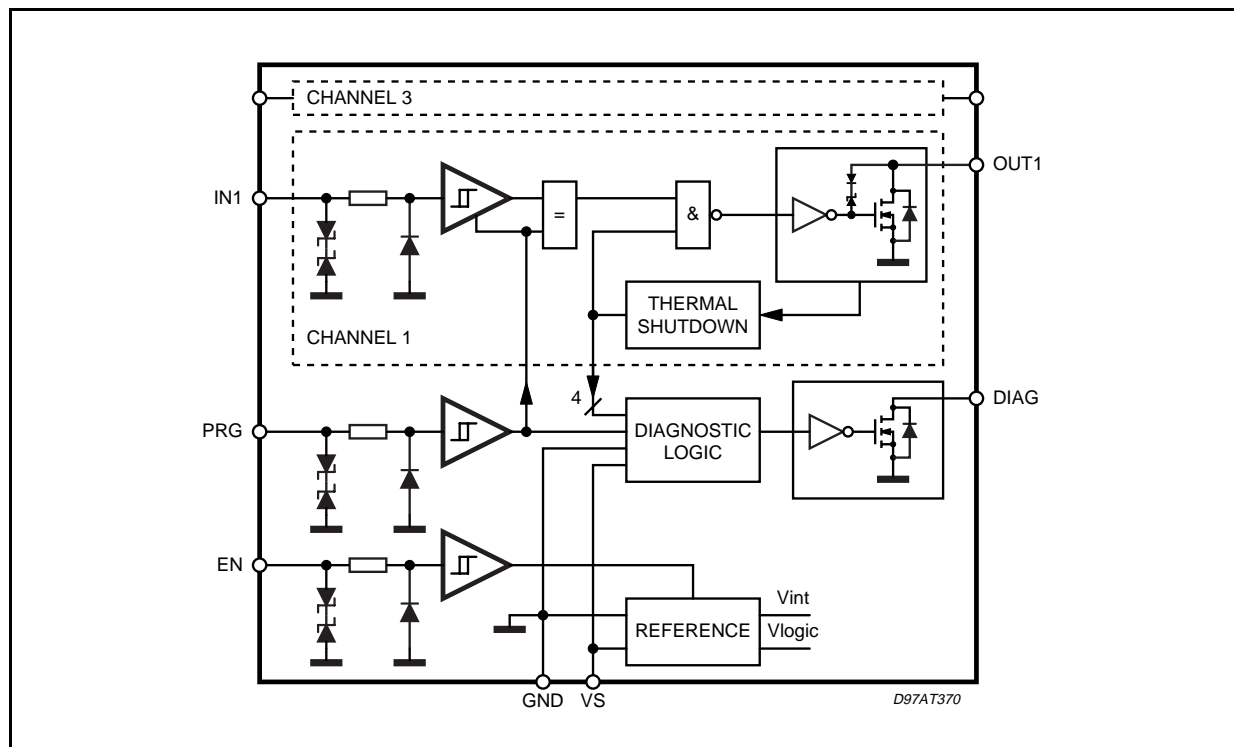 CHANNEL 3
IN1
=
&
OUT1
THERMAL
SHUTDOWN
CHANNEL 1
4
PRG
DIAGNOSTIC
LOGIC
DIAG
EN
REFERENCE
Vint
Vlogic
GND
VS
D97AT370